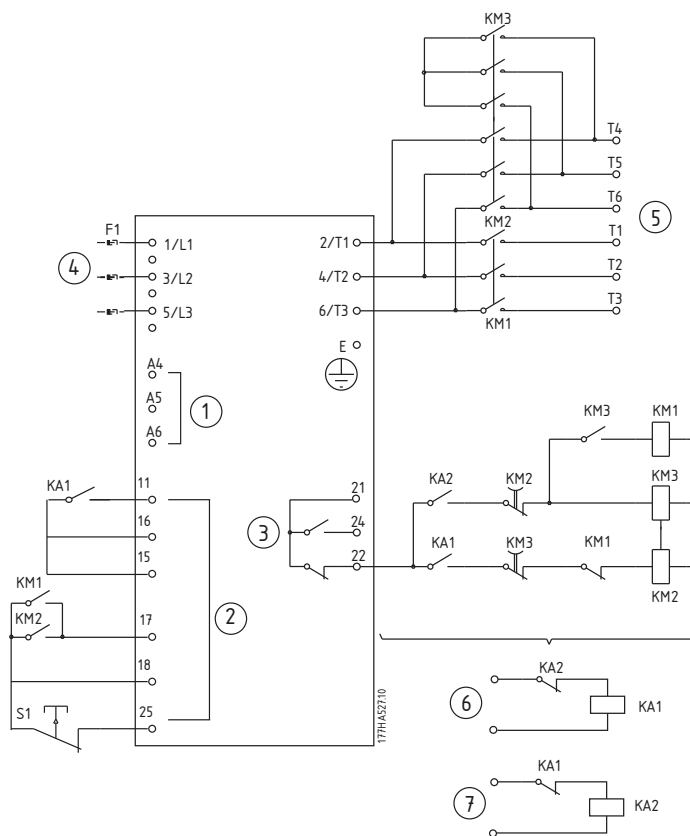 KM3
T4
T5
T6
5
F1
1/L1
2/T1
KM2
T1
4
3/L2
4/T2
T2
5/L3
6/T3
KM1
T3
E
A4
A5
1
A6
KM3
KM1
KA1
11
21
KA2
KM2
KM3
16
3
24
15
22
KA1
KM3
KM1
KM2
KM1
KM2
17
2
18
S1
25
177HA527.10
6
KA2
KA1
7
KA1
KA2